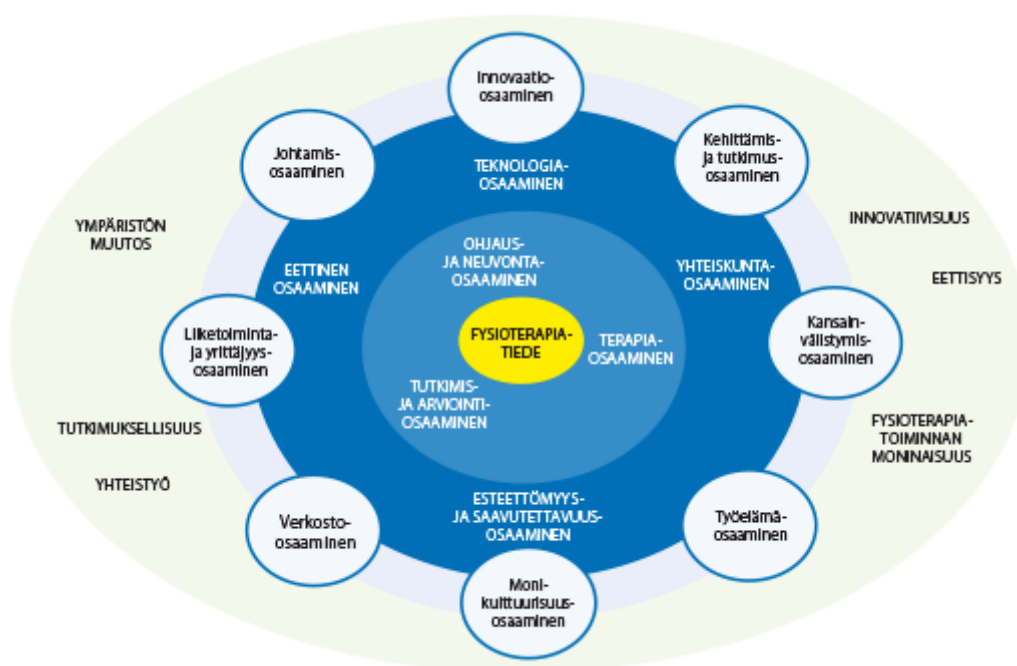 Innovaatio-
osaaminen
Johtamis-
osaaminen
Kehittämis-
ja tutkimus-
osaaminen
TEKNOLOGIA-
OSAAMINEN
YMPÄRISTÖN
MUUTOS
INNOVATIIVISUUS
OHJAUS-
JA NEUVONTA-
OSAAMINEN
EETTINEN
OSAAMINEN
YHTEISKUNTA-
OSAAMINEN
EETTISYYS
Liiketoiminta-
ja yrittäjyys-
osaaminen
FYSIOTERAPIA-
TIEDE
TERAPIA-
OSAAMINEN
Kansain-
välistymis-
osaaminen
TUTKIMIS-
JA ARVIOINTI-
OSAAMINEN
TUTKIMUKSELLISUUS
FYSIOTERAPIA-
TOIMINNAN
MONINAISUUS
YHTEISTYÖ
ESTEETTÖMYYS-
JA SAAVUTETTAVUUS-
OSAAMINEN
Verkosto-
osaaminen
Työelämä-
osaaminen
Moni-
kulttuurisuus-
osaaminen